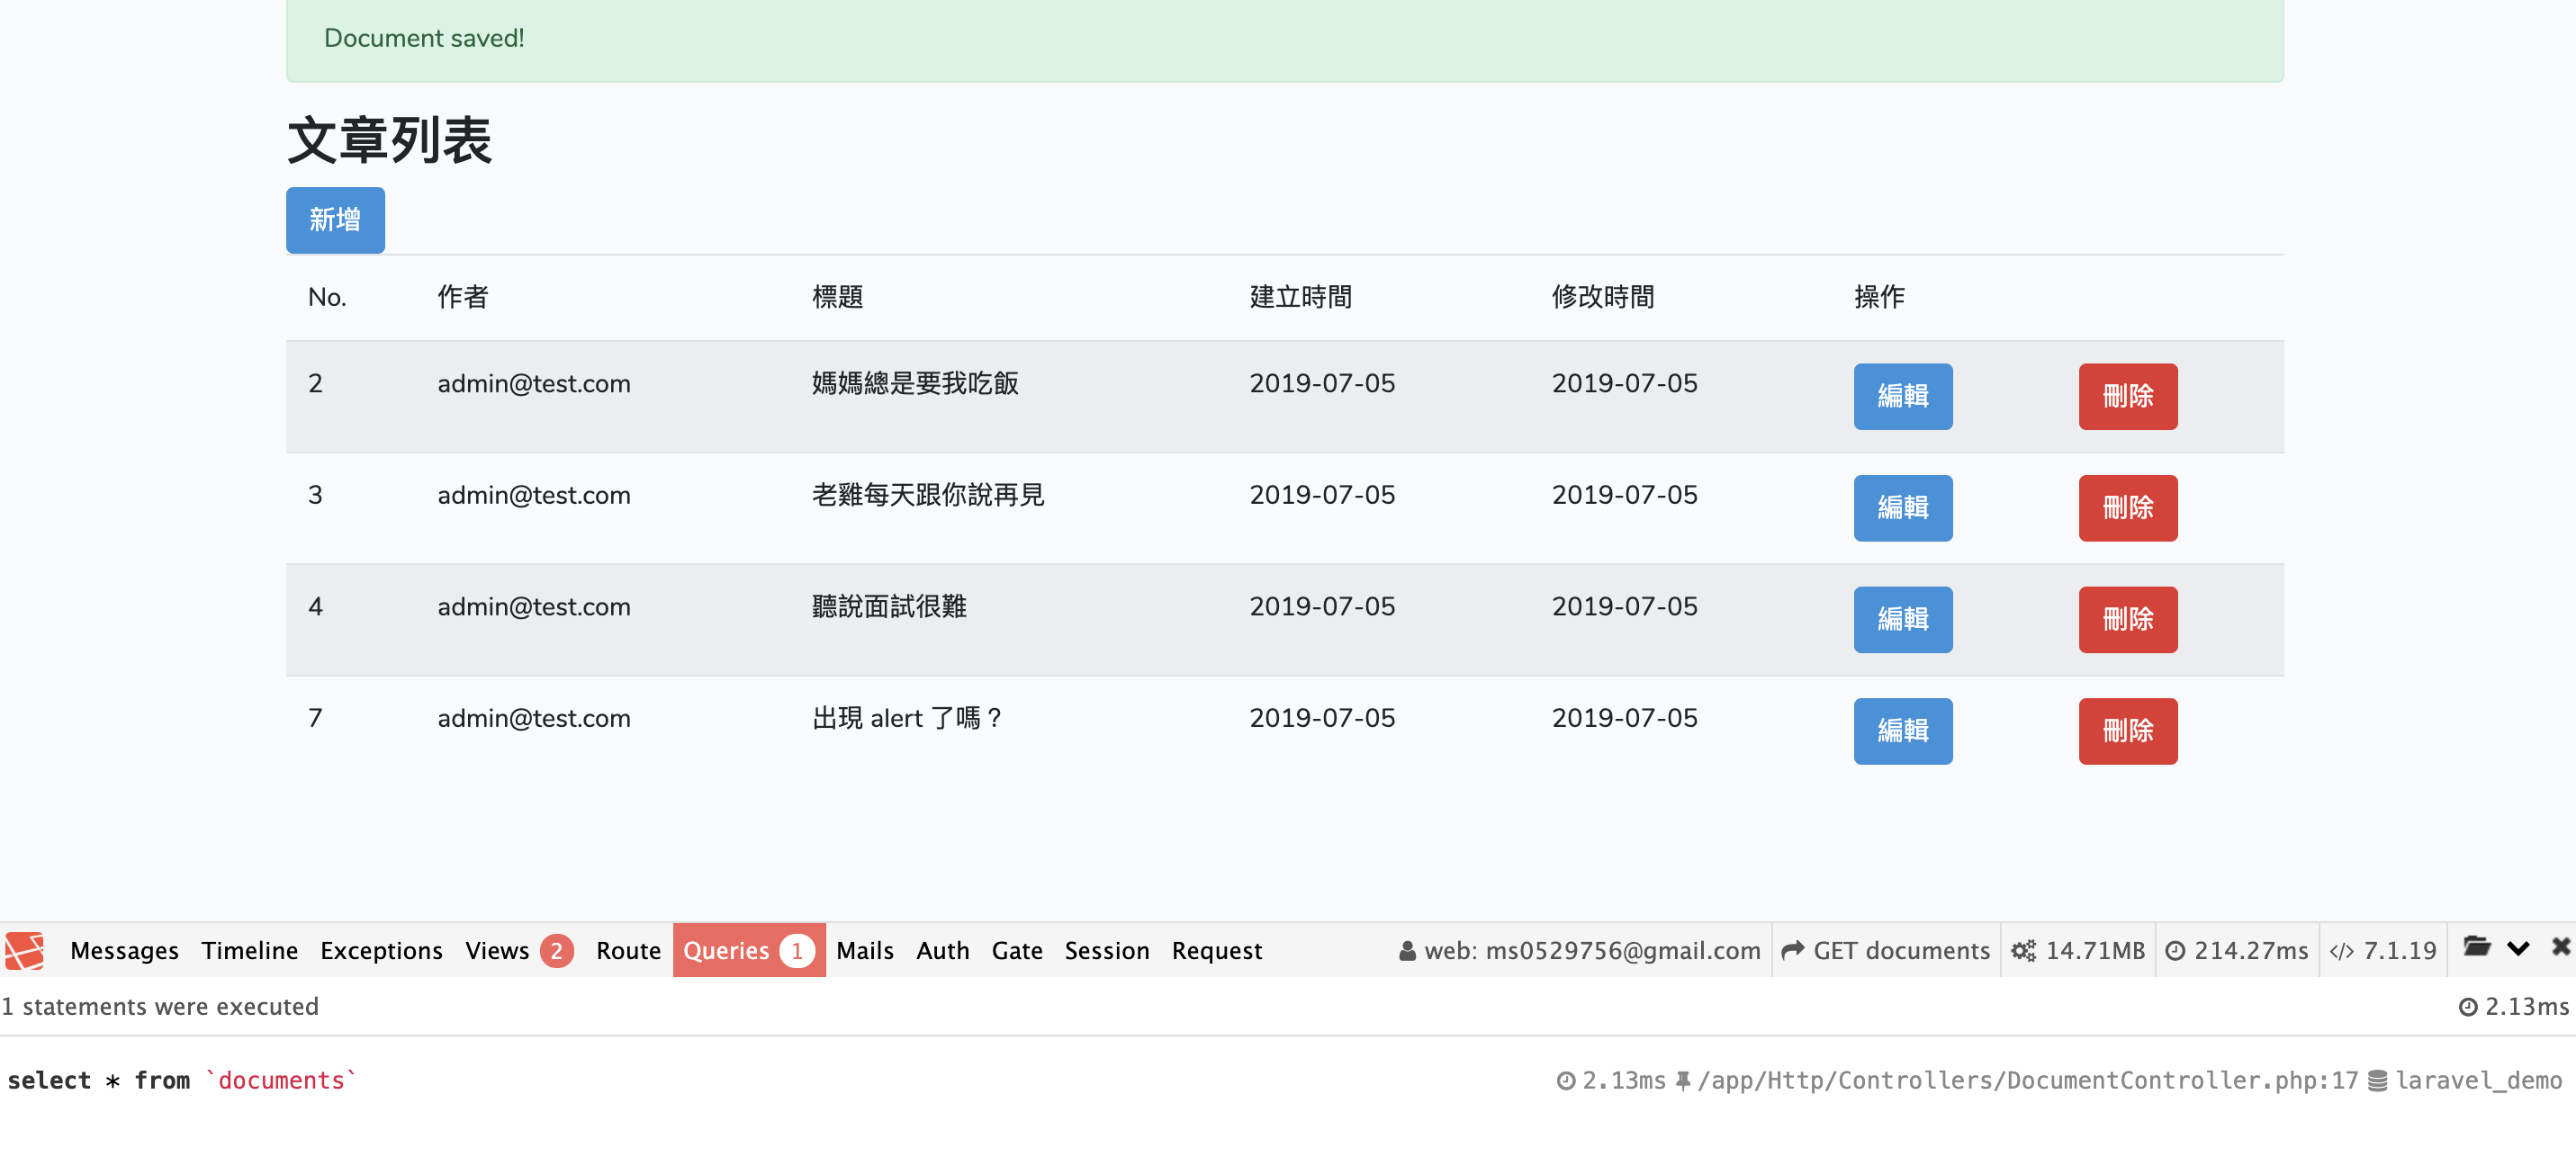 Document saved!
文章列表
新增
No. 作者 標題 建立時間 修改時間 操作
2 admin@test.com 媽媽總是要我吃飯 2019-07-05 2019-07-05 編輯 刪除
3 admin@test.com 老雞每天跟你說再見 2019-07-05 2019-07-05 編輯 刪除
4 admin@test.com 聽說面試很難 2019-07-05 2019-07-05 編輯 刪除
7 admin@test.com 出現 alert 了嗎？ 2019-07-05 2019-07-05 編輯 刪除
Messages Timeline Exceptions Views 2 Route Queries 1 Mails Auth Gate Session Request web: ms0529756@gmail.com GET documents 14.71MB 214.27ms </> 7.1.19
1 statements were executed 2.13ms
select * from `documents` 2.13ms /app/Http/Controllers/DocumentController.php:17 laravel_demo